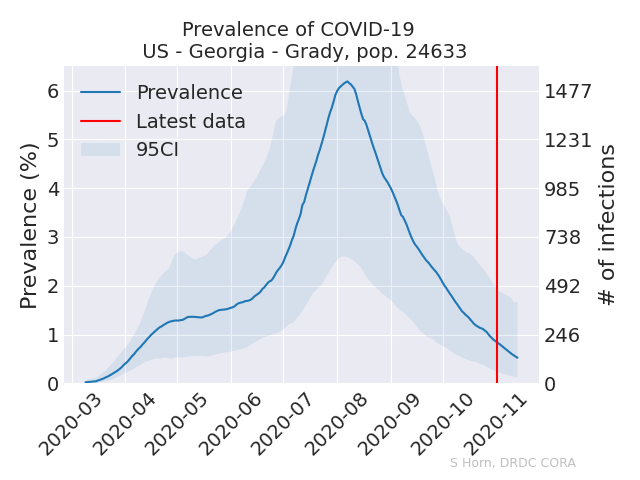 Prevalence of COVID-19
US - Georgia - Grady, pop. 24633
Prevalence
Latest data
95CI
Prevalence (%)
6
5
4
3
2
1
0
1477
1231
985
738
492
246
0
# of infections
2020-03
2020-04
2020-05
2020-06
2020-07
2020-08
2020-09
2020-10
2020-11
S Horn, DRDC CORA